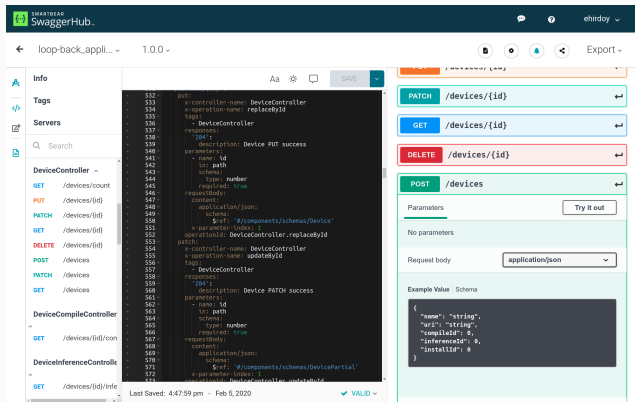 SMARTBEAR
SwaggerHub
ehirdoy
loop-back_appli...
1.0.0
Export
Info
Tags
Servers
Search
DeviceController
GET /devices/count
PUT /devices/{id}
PATCH /devices/{id}
GET /devices/{id}
DELETE /devices/{id}
POST /devices
PATCH /devices
GET /devices
DeviceCompileController
GET /devices/{id}/con
DeviceInferenceControlle
GET /devices/{id}/infe
Aa
SAVE
532 put:
533 x-controller-name: DeviceController
534 x-operation-name: replaceById
535 tags:
536 - DeviceController
537 responses:
538 '204':
539 description: Device PUT success
540 parameters:
541 - name: id
542 in: path
543 schema:
544 type: number
545 required: true
546 requestBody:
547 content:
548 application/json:
549 schema:
550 $ref: '#/components/schemas/Device'
551 x-parameter-index: 1
552 operationId: DeviceController.replaceById
553 patch:
554 x-controller-name: DeviceController
555 x-operation-name: updateById
556 tags:
557 - DeviceController
558 responses:
559 '204':
560 description: Device PATCH success
561 parameters:
562 - name: id
563 in: path
564 schema:
565 type: number
566 required: true
567 requestBody:
568 content:
569 application/json:
570 schema:
571 $ref: '#/components/schemas/DevicePartial'
572 x-parameter-index: 1
573 operationId: DeviceController.updateById
Last Saved: 4:47:59 pm - Feb 5, 2020
VALID
/devices/{id}
PATCH /devices/{id}
GET /devices/{id}
DELETE /devices/{id}
POST /devices
Parameters
Try it out
No parameters
Request body
application/json
Example Value | Schema
{
"name": "string",
"uri": "string",
"compileId": 0,
"inferenceId": 0,
"installId": 0
}